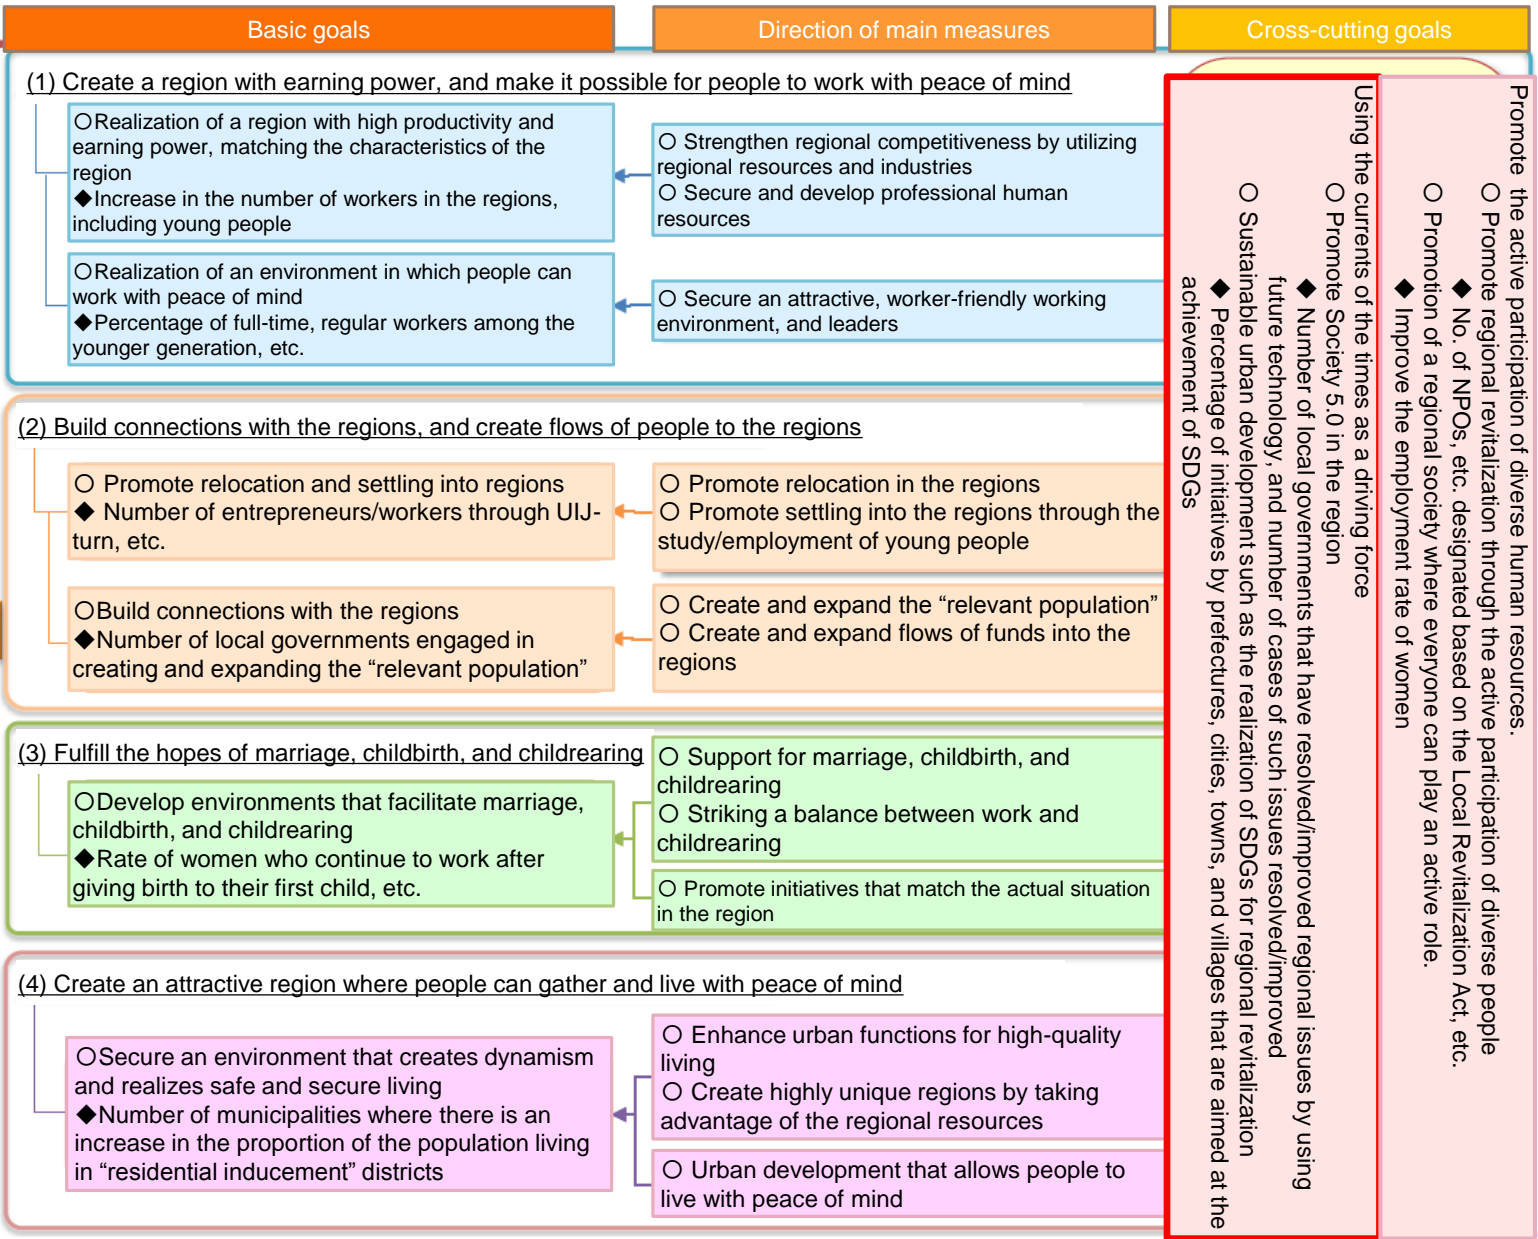 Basic goals
Direction of main measures
Cross-cutting goals
(1) Create a region with earning power, and make it possible for people to work with peace of mind
○Realization of a region with high productivity and
earning power, matching the characteristics of the
region
◆Increase in the number of workers in the regions,
including young people
○ Strengthen regional competitiveness by utilizing
regional resources and industries
○ Secure and develop professional human
resources
○Realization of an environment in which people can
work with peace of mind
◆Percentage of full-time, regular workers among the
younger generation, etc.
○ Secure an attractive, worker-friendly working
environment, and leaders
(2) Build connections with the regions, and create flows of people to the regions
○ Promote relocation and settling into regions
◆ Number of entrepreneurs/workers through UIJ-
turn, etc.
○ Promote relocation in the regions
○ Promote settling into the regions through the
study/employment of young people
○Build connections with the regions
◆Number of local governments engaged in
creating and expanding the “relevant population”
○ Create and expand the “relevant population”
○ Create and expand flows of funds into the
regions
(3) Fulfill the hopes of marriage, childbirth, and childrearing
○Develop environments that facilitate marriage,
childbirth, and childrearing
◆Rate of women who continue to work after
giving birth to their first child, etc.
○ Support for marriage, childbirth, and
childrearing
○ Striking a balance between work and
childrearing
○ Promote initiatives that match the actual situation
in the region
(4) Create an attractive region where people can gather and live with peace of mind
○Secure an environment that creates dynamism
and realizes safe and secure living
◆Number of municipalities where there is an
increase in the proportion of the population living
in “residential inducement” districts
○ Enhance urban functions for high-quality
living
○ Create highly unique regions by taking
advantage of the regional resources
○ Urban development that allows people to
live with peace of mind
Promote the active participation of diverse human resources.
○ Promote regional revitalization through the active participation of diverse people
◆ No. of NPOs, etc. designated based on the Local Revitalization Act, etc.
○ Promotion of a regional society where everyone can play an active role.
◆ Improve the employment rate of women
Using the currents of the times as a driving force
○ Promote Society 5.0 in the region
◆ Number of local governments that have resolved/improved regional issues by using
future technology, and number of cases of such issues resolved/improved
○ Sustainable urban development such as the realization of SDGs for regional revitalization
◆ Percentage of initiatives by prefectures, cities, towns, and villages that are aimed at the
achievement of SDGs